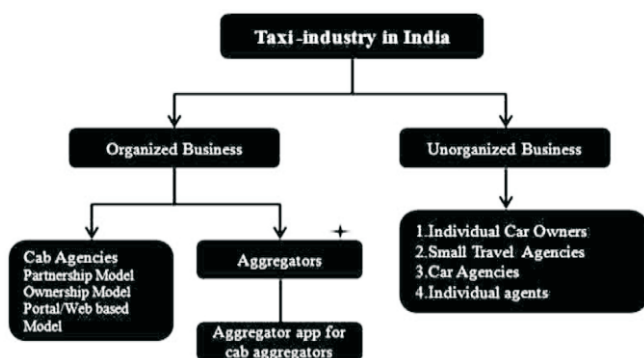 Taxi-industry in India
Organized Business
Unorganized Business
Cab Agencies
Partnership Model
Ownership Model
Portal/Web based
Model
Aggregators
1.Individual Car Owners
2.Small Travel Agencies
3.Car Agencies
4.Individual agents
Aggregator app for
cab aggregators